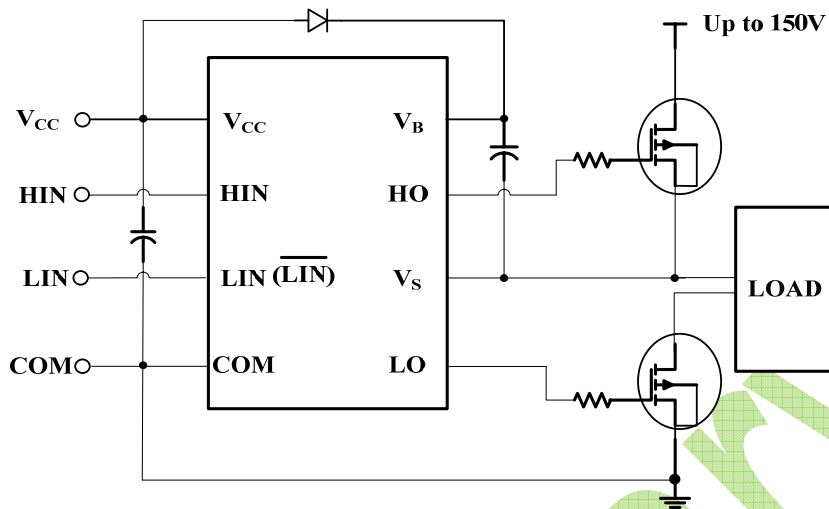 Up to 150V
VCC
VCC
VB
HIN
HIN
HO
LIN
LIN (LIN)
VS
LOAD
COM
COM
LO